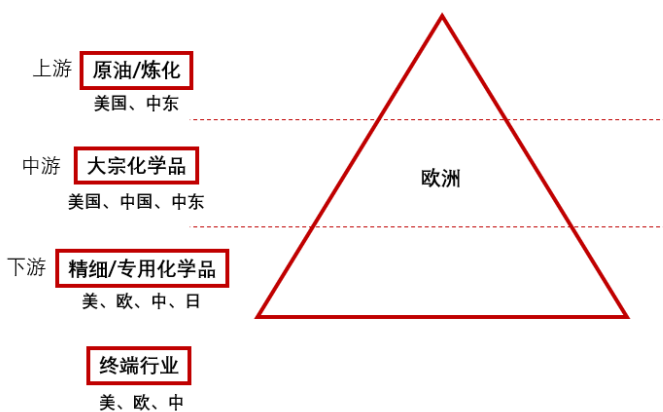 上游 原油/炼化
美国、中东
中游 大宗化学品
美国、中国、中东
欧洲
下游 精细/专用化学品
美、欧、中、日
终端行业
美、欧、中